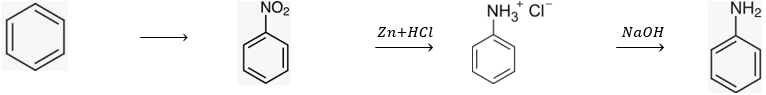 NO₂
Zn+HCl
NH₃⁺ Cl⁻
NaOH
NH₂